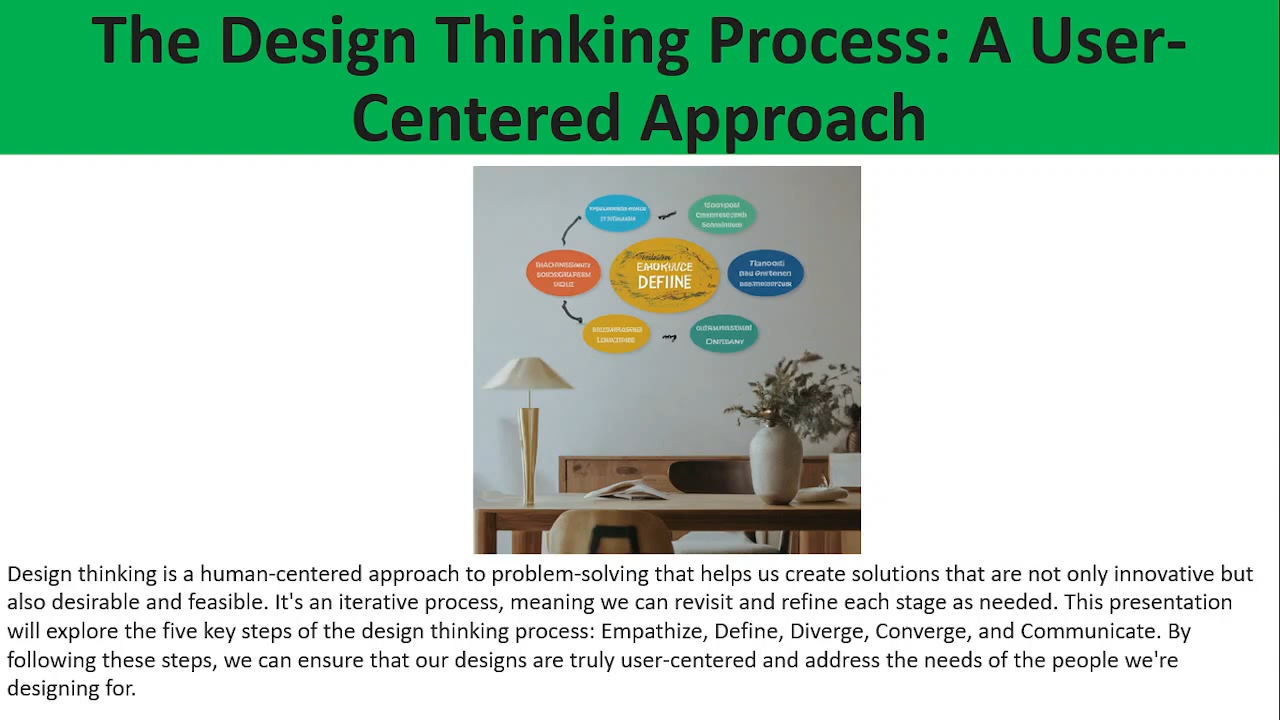 The Design Thinking Process: A User-
Centered Approach
DEFIINE
Design thinking is a human-centered approach to problem-solving that helps us create solutions that are not only innovative but
also desirable and feasible. It's an iterative process, meaning we can revisit and refine each stage as needed. This presentation
will explore the five key steps of the design thinking process: Empathize, Define, Diverge, Converge, and Communicate. By
following these steps, we can ensure that our designs are truly user-centered and address the needs of the people we're
designing for.